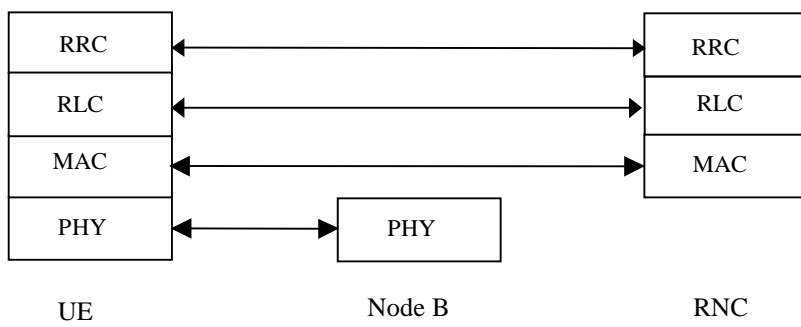 RRC RRC
RLC RLC
MAC MAC
PHY PHY
UE Node B RNC